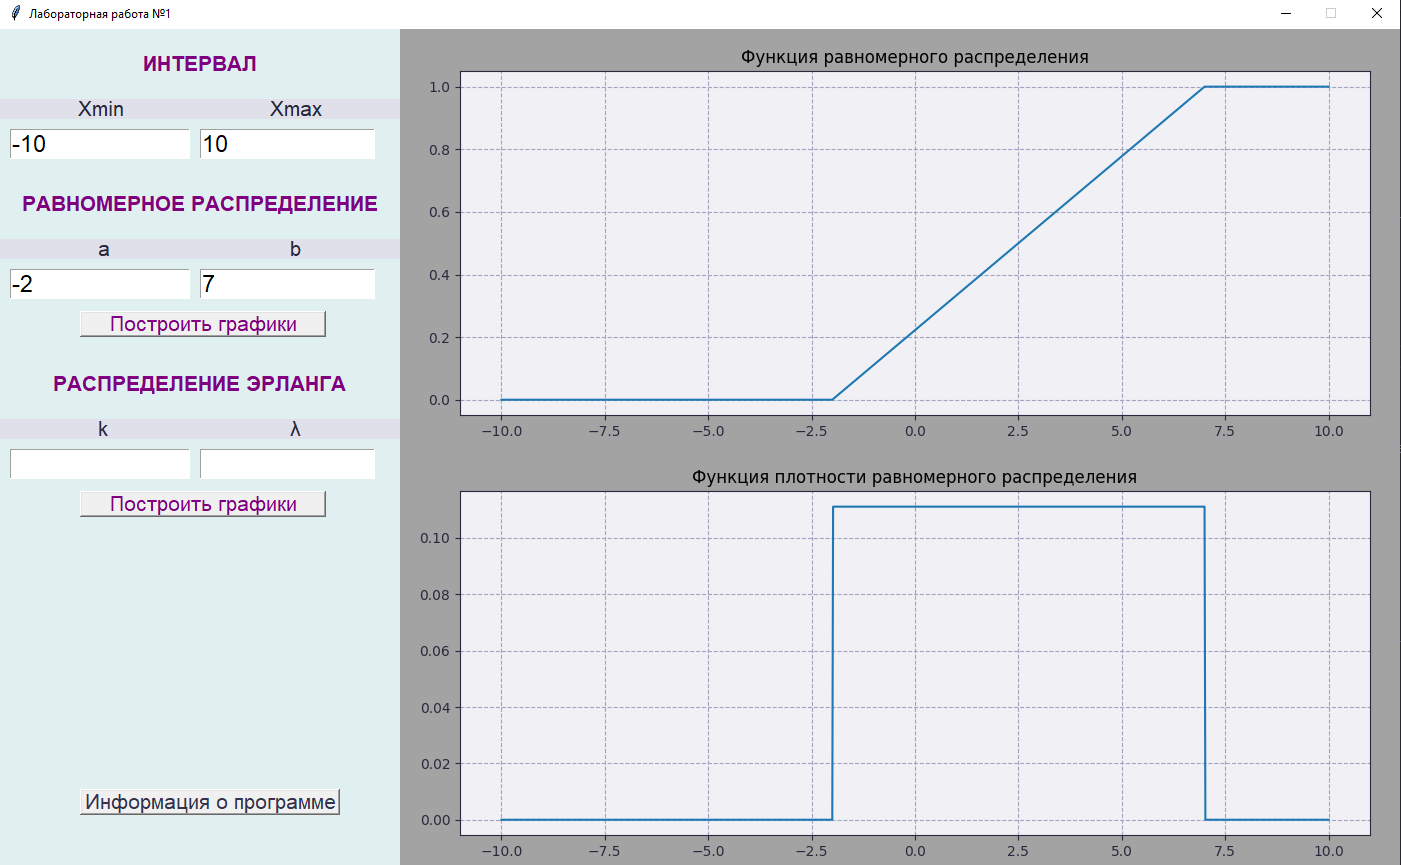 Лабораторная работа №1
ИНТЕРВАЛ
Xmin Xmax
-10 10
РАВНОМЕРНОЕ РАСПРЕДЕЛЕНИЕ
a b
-2 7
Построить графики
РАСПРЕДЕЛЕНИЕ ЭРЛАНГА
k λ
Построить графики
Информация о программе
Функция равномерного распределения
1.0
0.8
0.6
0.4
0.2
0.0
−10.0 −7.5 −5.0 −2.5 0.0 2.5 5.0 7.5 10.0
Функция плотности равномерного распределения
0.10
0.08
0.06
0.04
0.02
0.00
−10.0 −7.5 −5.0 −2.5 0.0 2.5 5.0 7.5 10.0